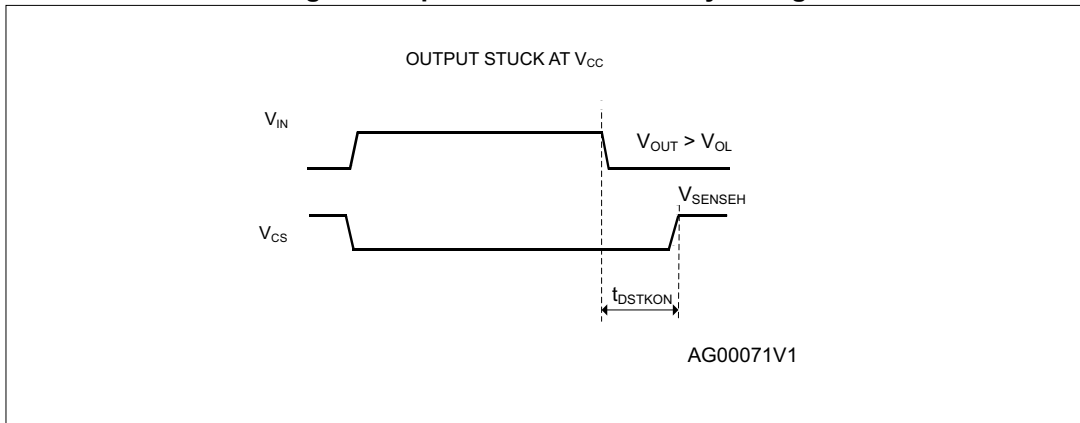 OUTPUT STUCK AT VCC
VIN
VOUT > VOL
VSENSEH
VCS
tDSTKON
AG00071V1